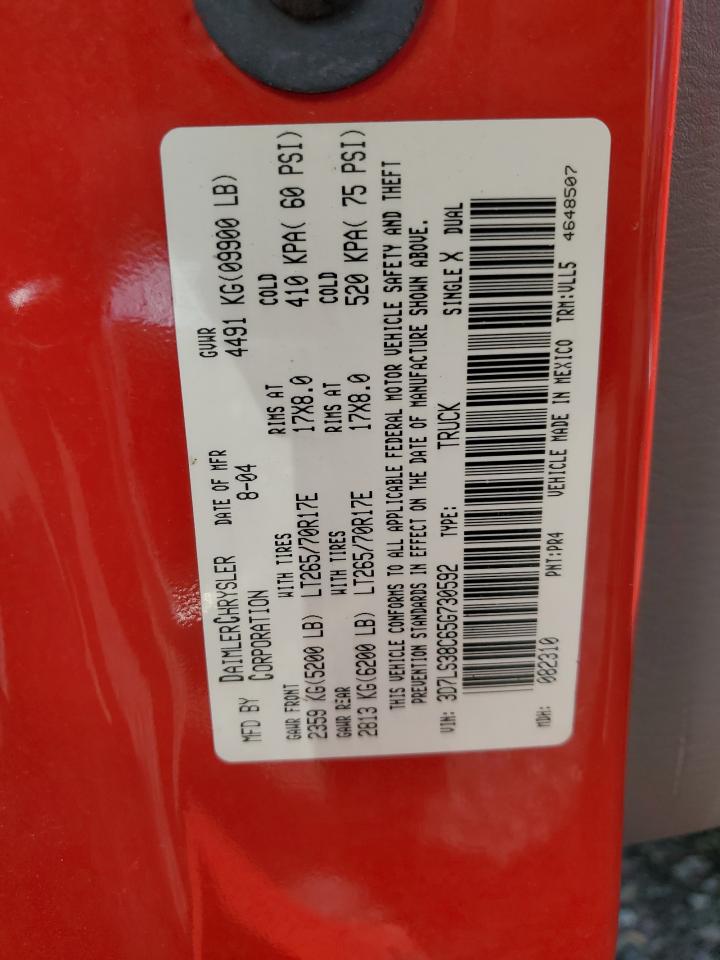 MFD BY DAIMLERCHRYSLER CORPORATION DATE OF MFR 8-04 GVWR 4491 KG(09900 LB)
GAWR FRONT WITH TIRES RIMS AT COLD
2359 KG(5200 LB) LT265/70R17E 17X8.0 410 KPA( 60 PSI)
GAWR REAR WITH TIRES RIMS AT COLD
2813 KG(6200 LB) LT265/70R17E 17X8.0 520 KPA( 75 PSI)
THIS VEHICLE CONFORMS TO ALL APPLICABLE FEDERAL MOTOR VEHICLE SAFETY AND THEFT
PREVENTION STANDARDS IN EFFECT ON THE DATE OF MANUFACTURE SHOWN ABOVE.
VIN: 3D7LS38C65G730592 TYPE: TRUCK SINGLE X DUAL
MDH: 082310 PNT:PR4 VEHICLE MADE IN MEXICO TRM:VLL5 4648507